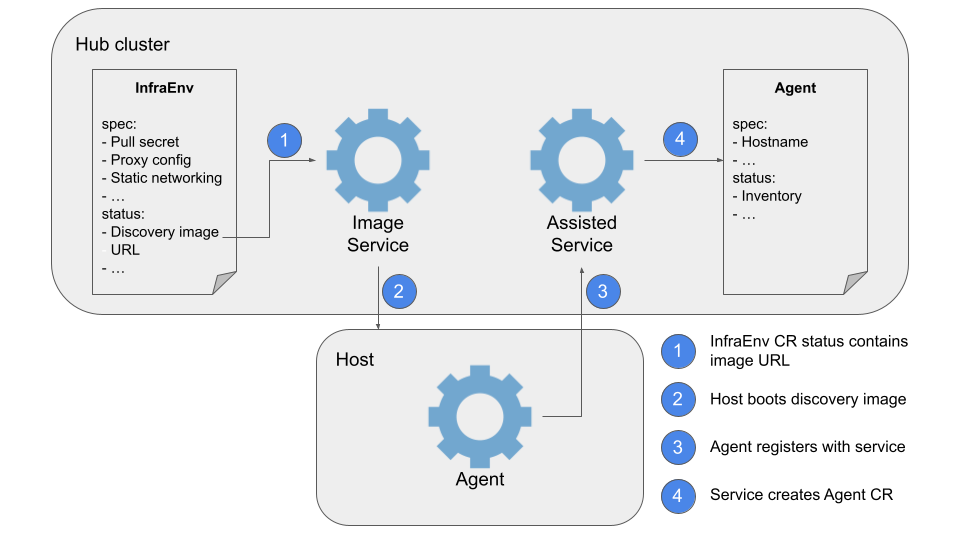 Hub cluster
InfraEnv
spec:
- Pull secret
- Proxy config
- Static networking
- …
status:
- Discovery image
URL
- …
1
Image
Service
2
Assisted
Service
3
4
Agent
spec:
- Hostname
- …
status:
- Inventory
- …
Host
Agent
1 InfraEnv CR status contains
image URL
2 Host boots discovery image
3 Agent registers with service
4 Service creates Agent CR